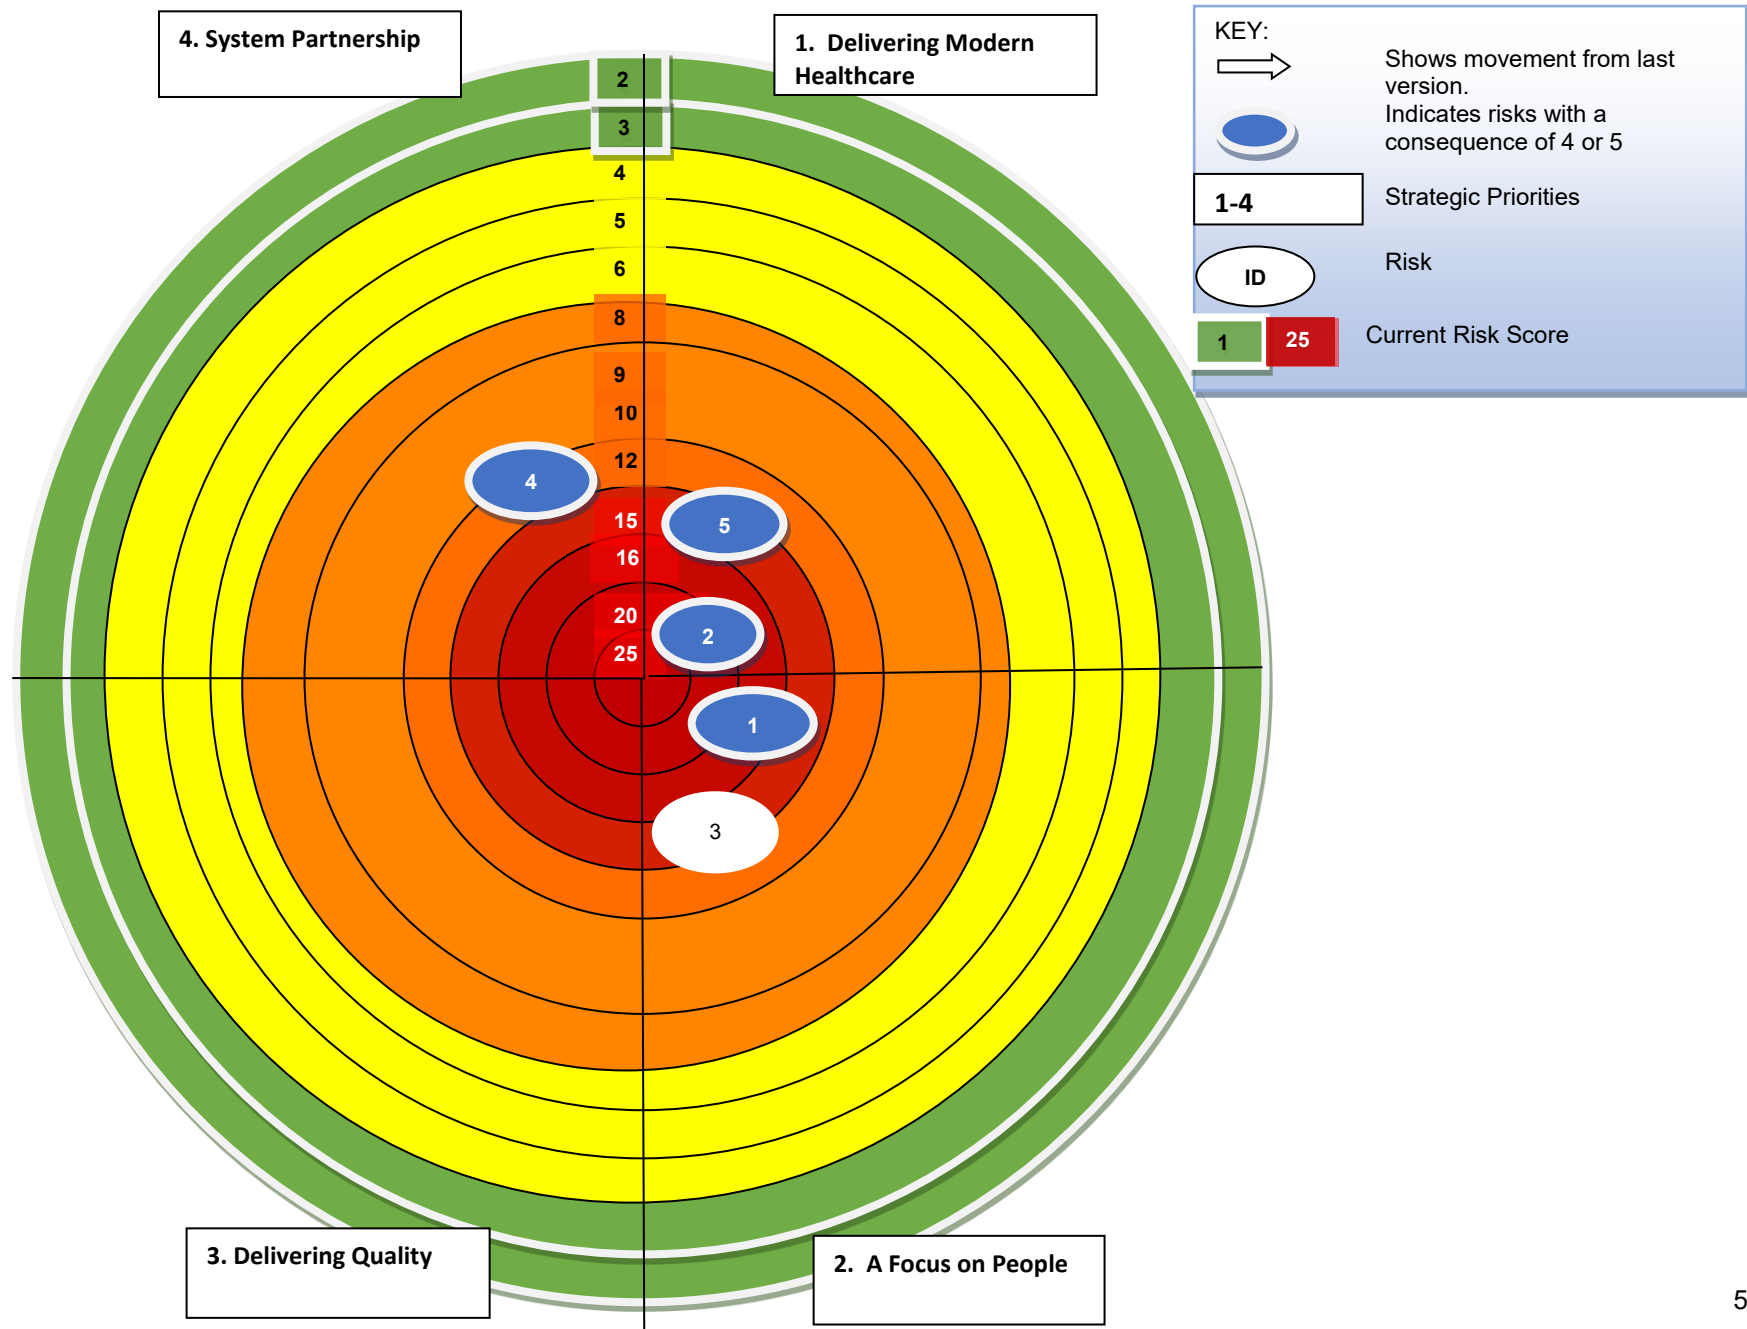 4. System Partnership
1. Delivering Modern
Healthcare
KEY:
Shows movement from last
version.
Indicates risks with a
consequence of 4 or 5
1-4
Strategic Priorities
ID
Risk
1
25
Current Risk Score
2
3
4
5
6
8
9
10
12
15
16
20
25
4
5
2
1
3
3. Delivering Quality
2. A Focus on People
5